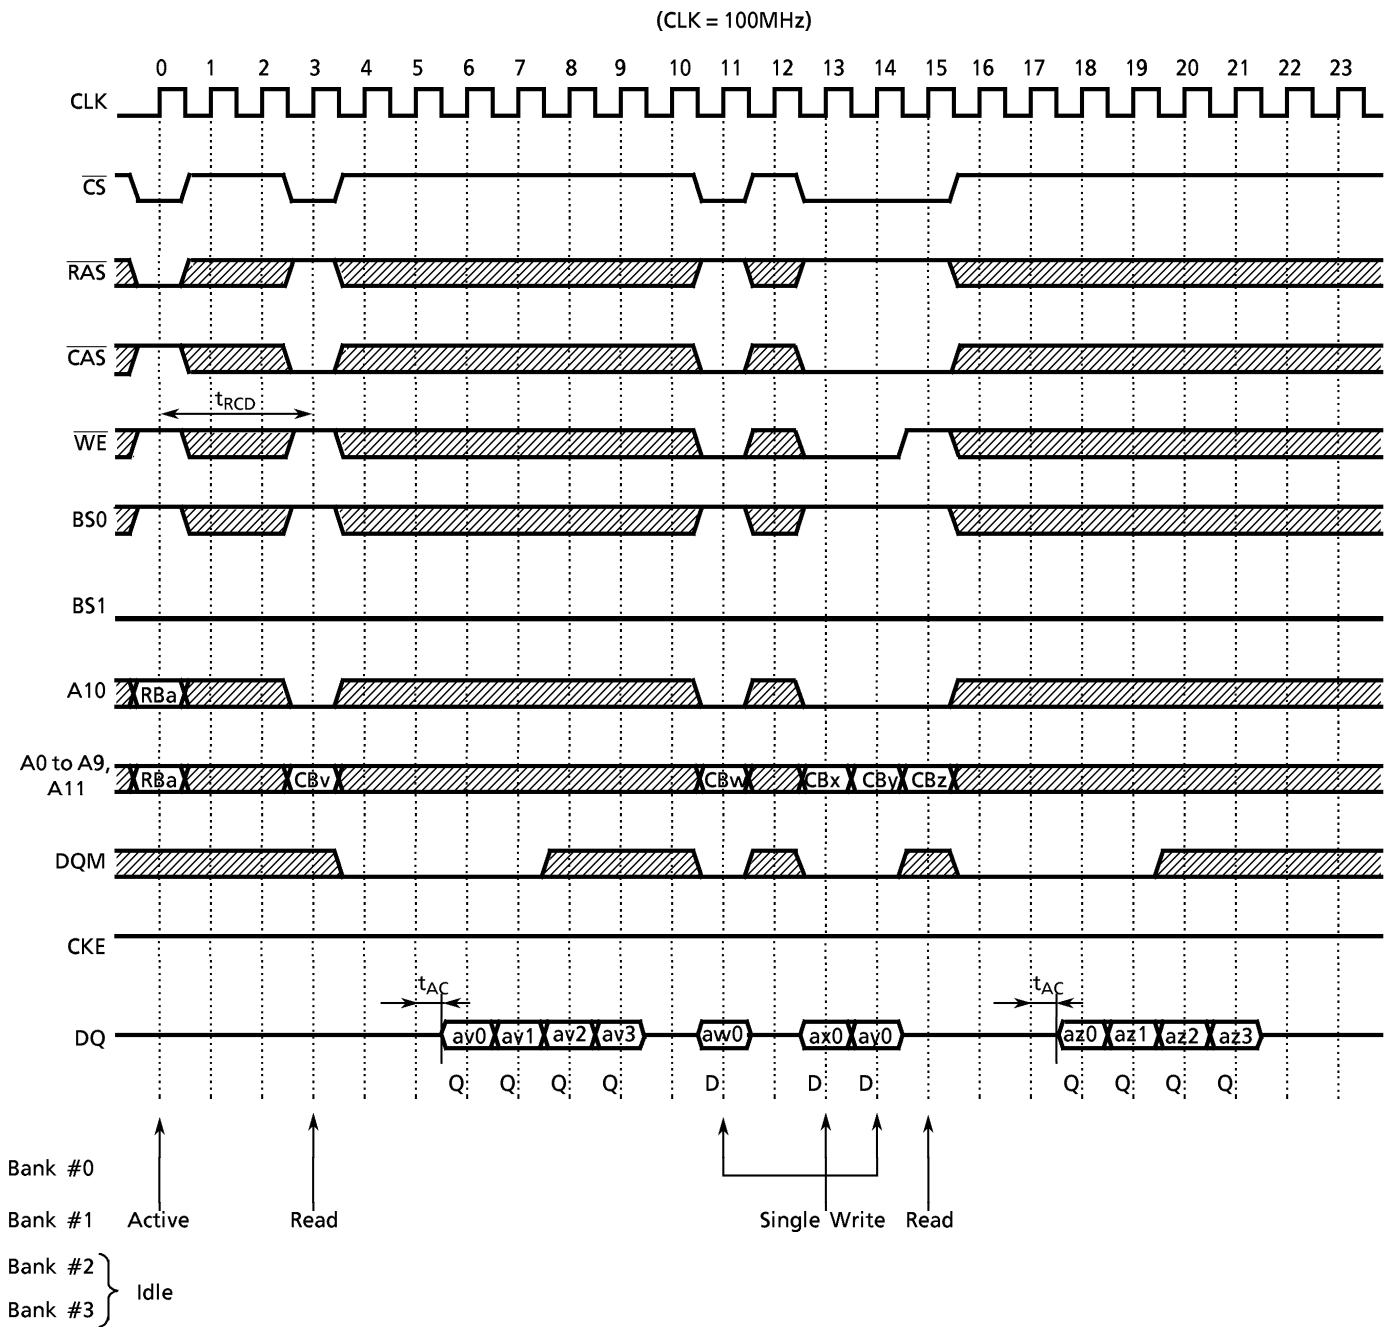 (CLK = 100MHz)
0 1 2 3 4 5 6 7 8 9 10 11 12 13 14 15 16 17 18 19 20 21 22 23
CLK
CS
RAS
CAS
tRCD
WE
BS0
BS1
A10 RBa
A0 to A9,
A11
RBa CBv CBw CBx CBy CBz
DQM
CKE
tAC tAC
DQ av0 av1 av2 av3 aw0 ax0 ay0 az0 az1 az2 az3
Q Q Q Q D D D Q Q Q Q
Bank #0
Bank #1 Active Read Single Write Read
Bank #2
Idle
Bank #3